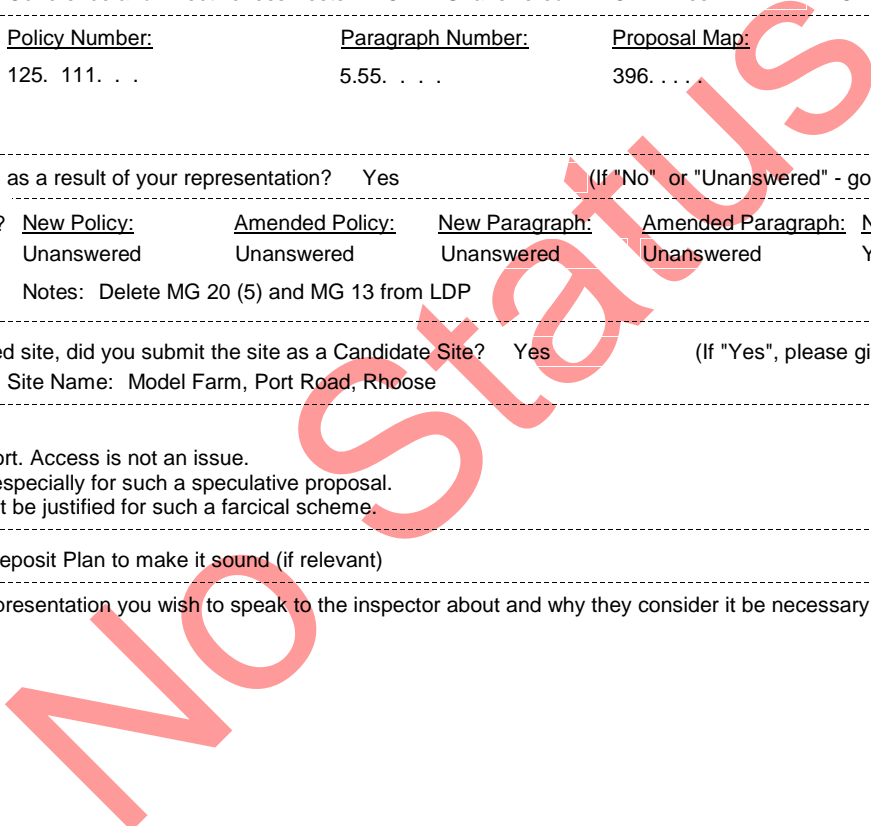 Policy Number: Paragraph Number: Proposal Map:
125. 111. . . 5.55. . . . 396. . . . .
as a result of your representation? Yes (If "No" or "Unanswered" - go
? New Policy: Amended Policy: New Paragraph: Amended Paragraph: N
Unanswered Unanswered Unanswered Unanswered Y
Notes: Delete MG 20 (5) and MG 13 from LDP
ed site, did you submit the site as a Candidate Site? Yes (If "Yes", please gi
Site Name: Model Farm, Port Road, Rhoose
ort. Access is not an issue.
especially for such a speculative proposal.
t be justified for such a farcical scheme.
eposit Plan to make it sound (if relevant)
presentation you wish to speak to the inspector about and why they consider it be necessary
No Status